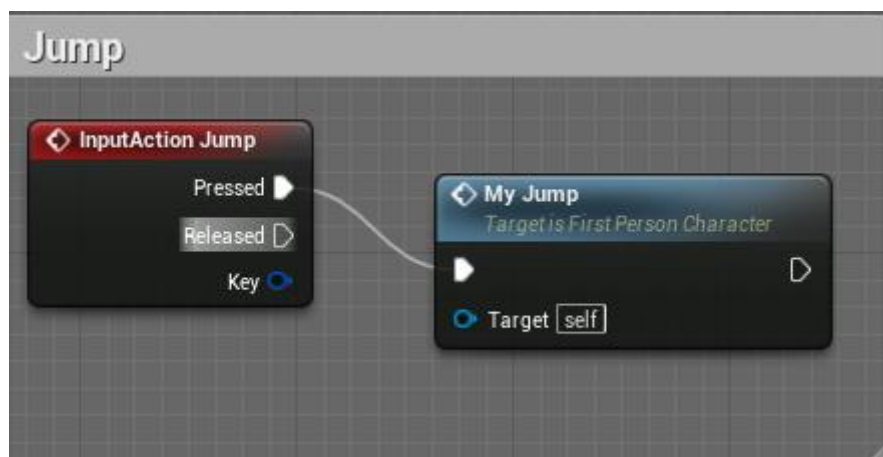 Jump
InputAction Jump
Pressed
Released
Key
My Jump
Target is First Person Character
Target self